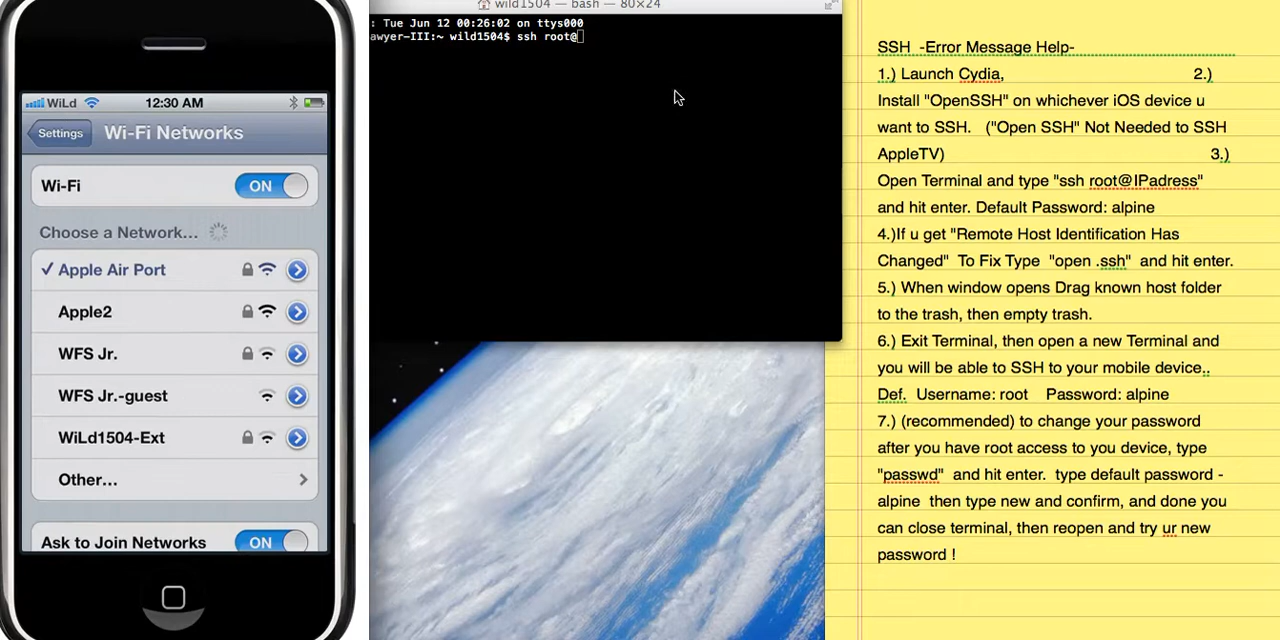 WiLd
12:30 AM
Settings
Wi-Fi Networks
Wi-Fi
ON
Choose a Network...
Apple Air Port
Apple2
WFS Jr.
WFS Jr.-guest
WiLd1504-Ext
Other...
Ask to Join Networks
ON
wild1504 — bash — 80×24
: Tue Jun 12 00:26:02 on ttys000
awyer-III:~ wild1504$ ssh root@
SSH -Error Message Help-
1.) Launch Cydia, 2.)
Install "OpenSSH" on whichever iOS device u
want to SSH. ("Open SSH" Not Needed to SSH
AppleTV) 3.)
Open Terminal and type "ssh root@IPadress"
and hit enter. Default Password: alpine
4.)If u get "Remote Host Identification Has
Changed" To Fix Type "open .ssh" and hit enter.
5.) When window opens Drag known host folder
to the trash, then empty trash.
6.) Exit Terminal, then open a new Terminal and
you will be able to SSH to your mobile device..
Def. Username: root Password: alpine
7.) (recommended) to change your password
after you have root access to you device, type
"passwd" and hit enter. type default password -
alpine then type new and confirm, and done you
can close terminal, then reopen and try ur new
password !